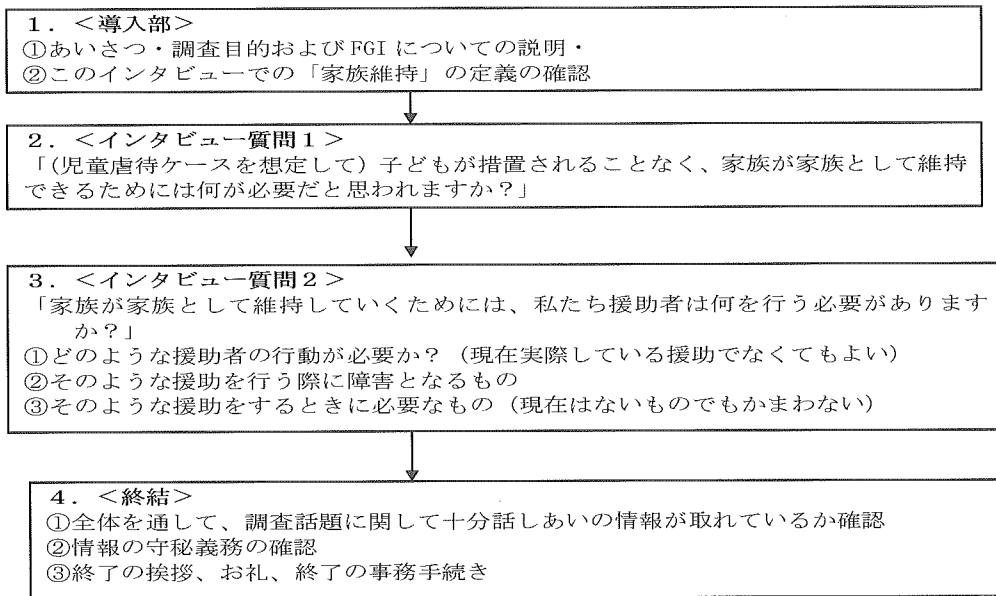 1．＜導入部＞
①あいさつ・調査目的および FGI についての説明・
②このインタビューでの「家族維持」の定義の確認
2．＜インタビュー質問１＞
「(児童虐待ケースを想定して) 子どもが措置されることなく、家族が家族として維持
できるためには何が必要だと思われますか？」
3．＜インタビュー質問２＞
「家族が家族として維持していくためには、私たち援助者は何を行う必要があります
か？」
①どのような援助者の行動が必要か？（現在実際している援助でなくてもよい）
②そのような援助を行う際に障害となるもの
③そのような援助をするときに必要なもの（現在はないものでもかまわない）
4．＜終結＞
①全体を通して、調査話題に関して十分話しあいの情報が取れているか確認
②情報の守秘義務の確認
③終了の挨拶、お礼、終了の事務手続き